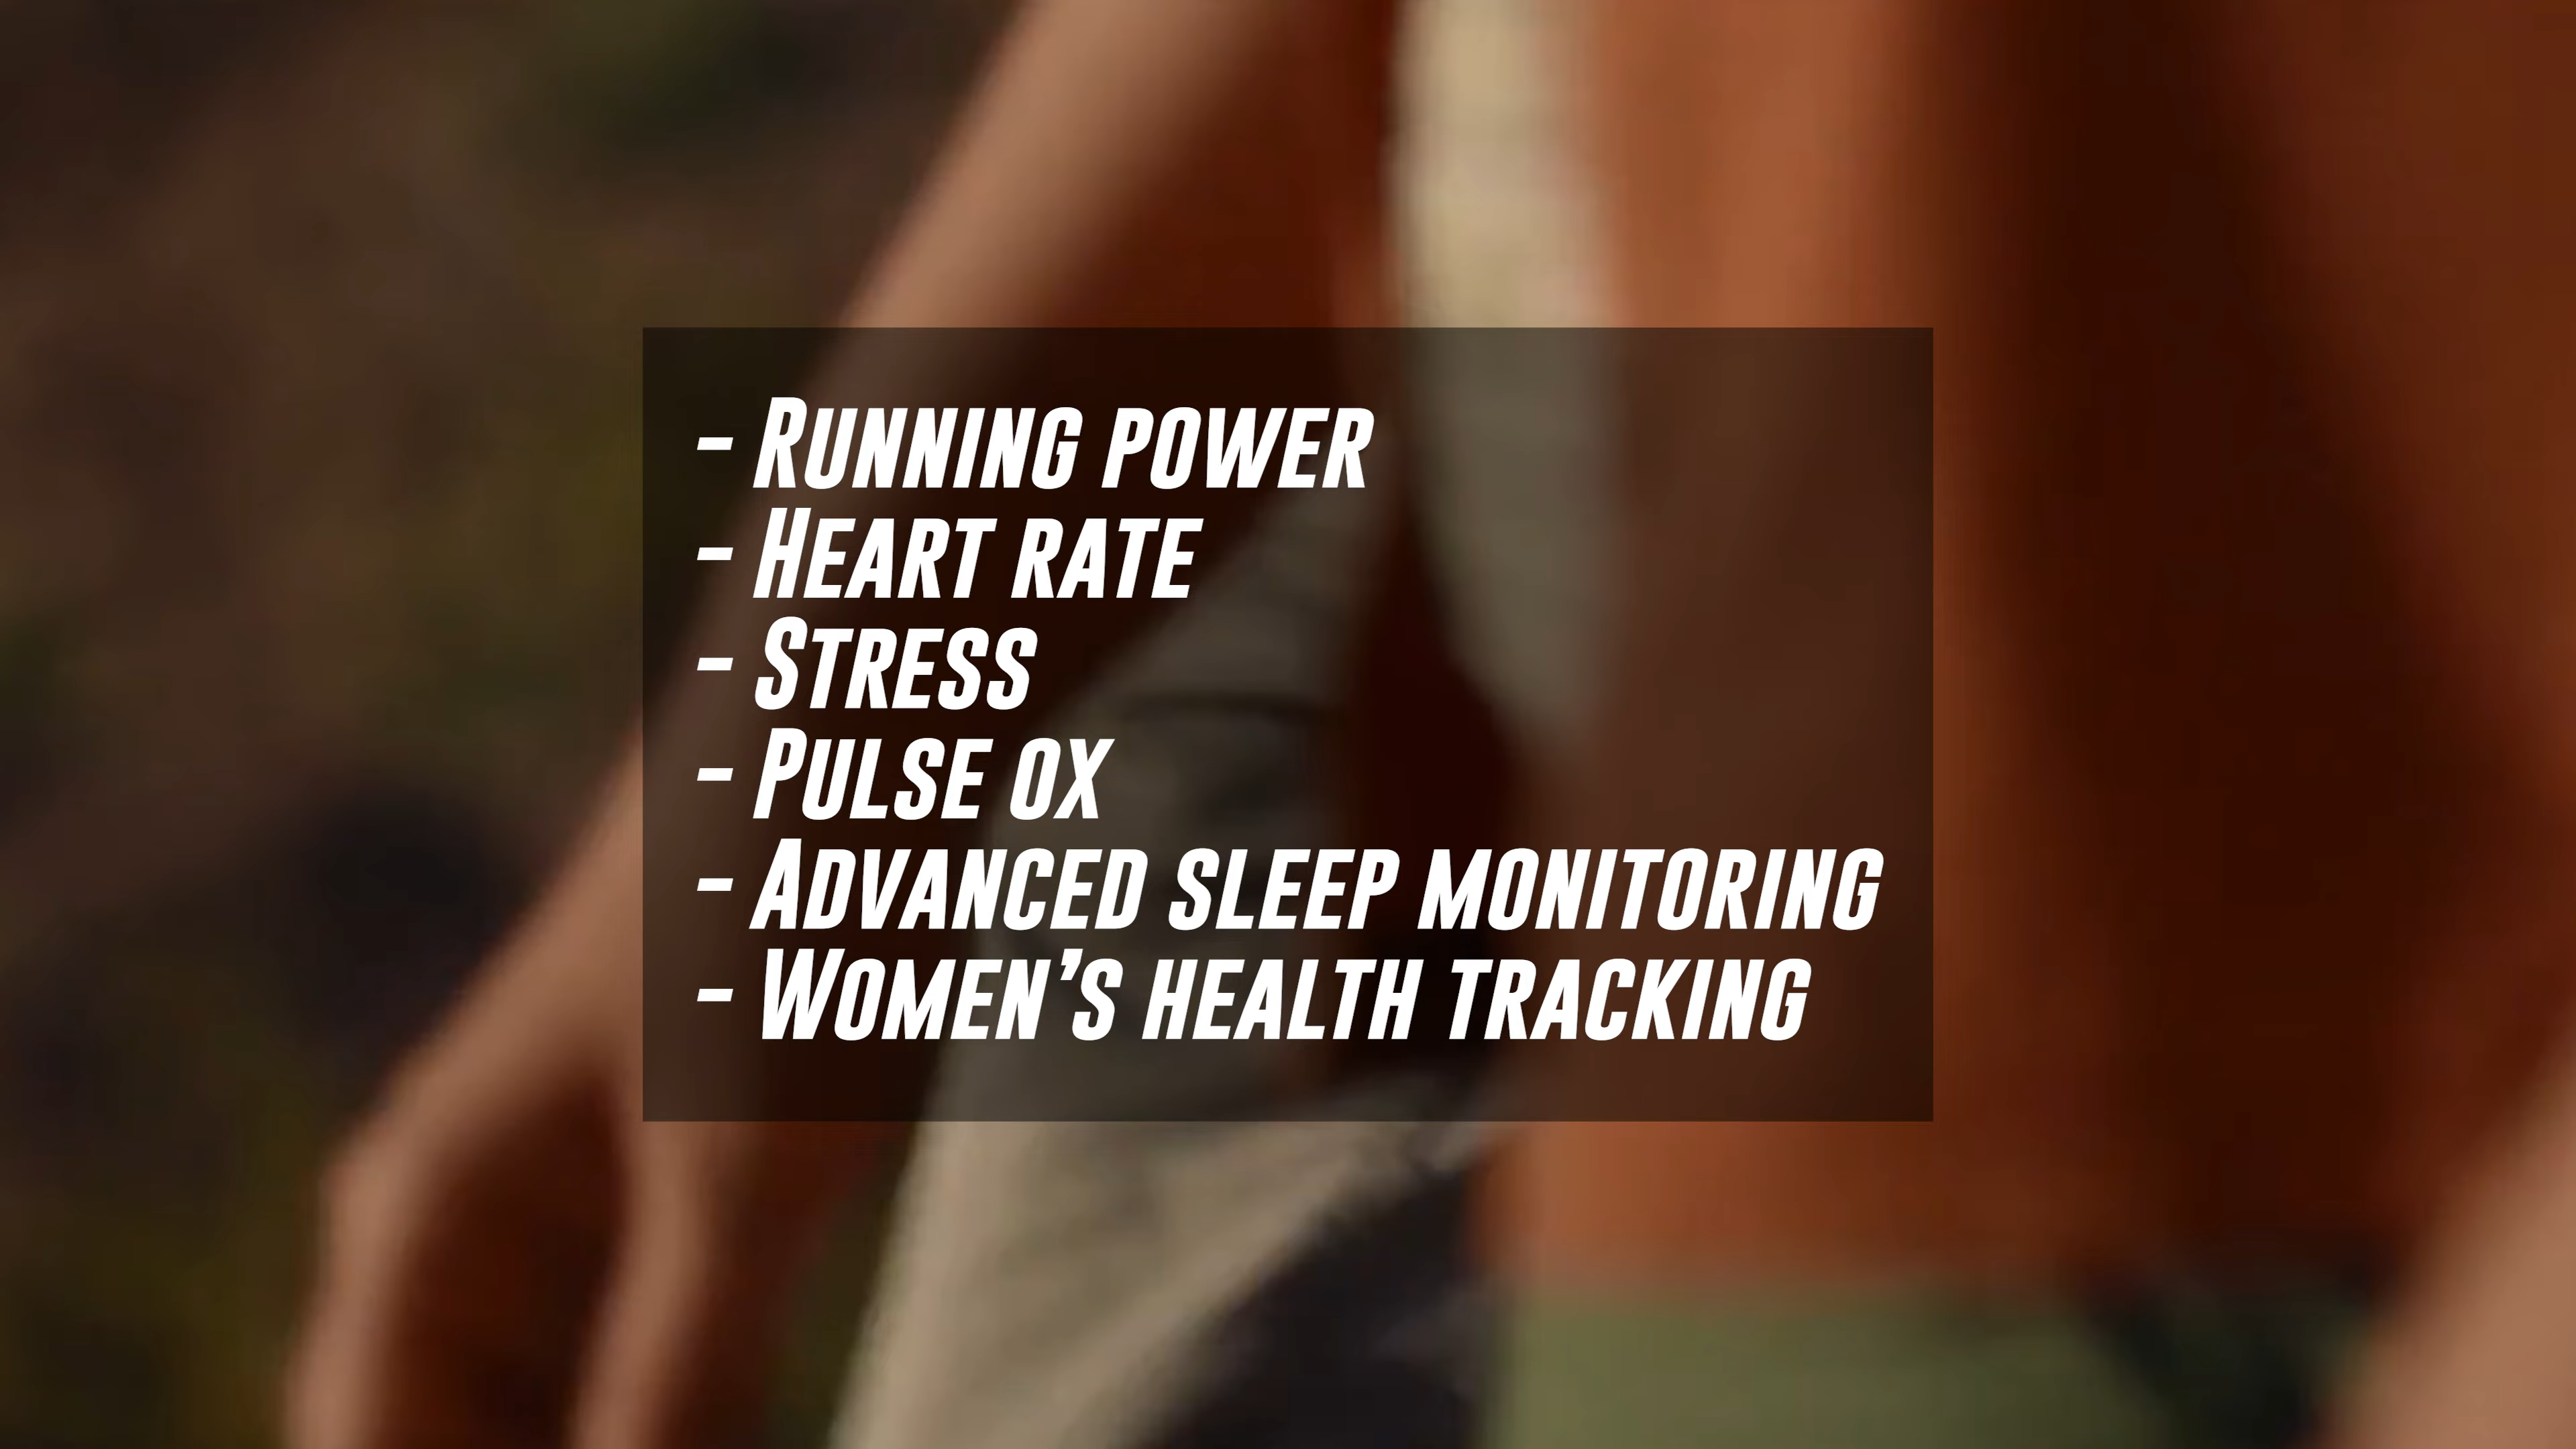 - Running power
- Heart rate
- Stress
- Pulse ox
- Advanced sleep monitoring
- Women’s health tracking